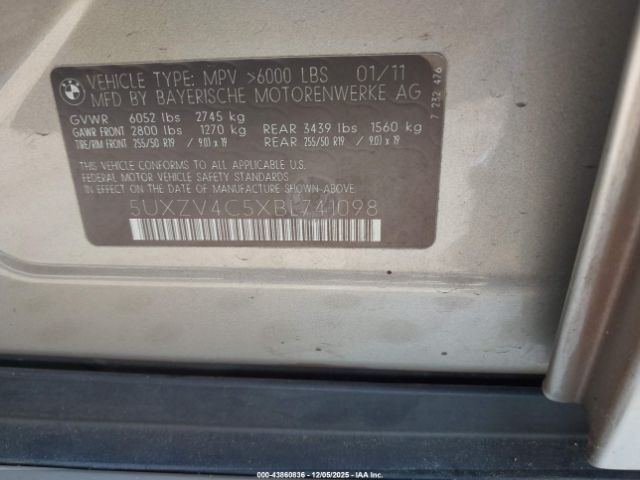 BMW
VEHICLE TYPE: MPV >6000 LBS 01/11
MFD BY BAYERISCHE MOTORENWERKE AG
7 232 476
GVWR 6052 lbs 2745 kg
GAWR FRONT 2800 lbs 1270 kg REAR 3439 lbs 1560 kg
TIRE/RIM FRONT 255/50 R19 / 9.0J x 19 REAR 255/50 R19 / 9.0J x 19
THIS VEHICLE CONFORMS TO ALL APPLICABLE U.S.
FEDERAL MOTOR VEHICLE SAFETY STANDARDS
IN EFFECT ON THE DATE OF MANUFACTURE SHOWN-ABOVE.
5UXZV4C5XBL741098
000-43860836 - 12/05/2025 - IAA Inc.